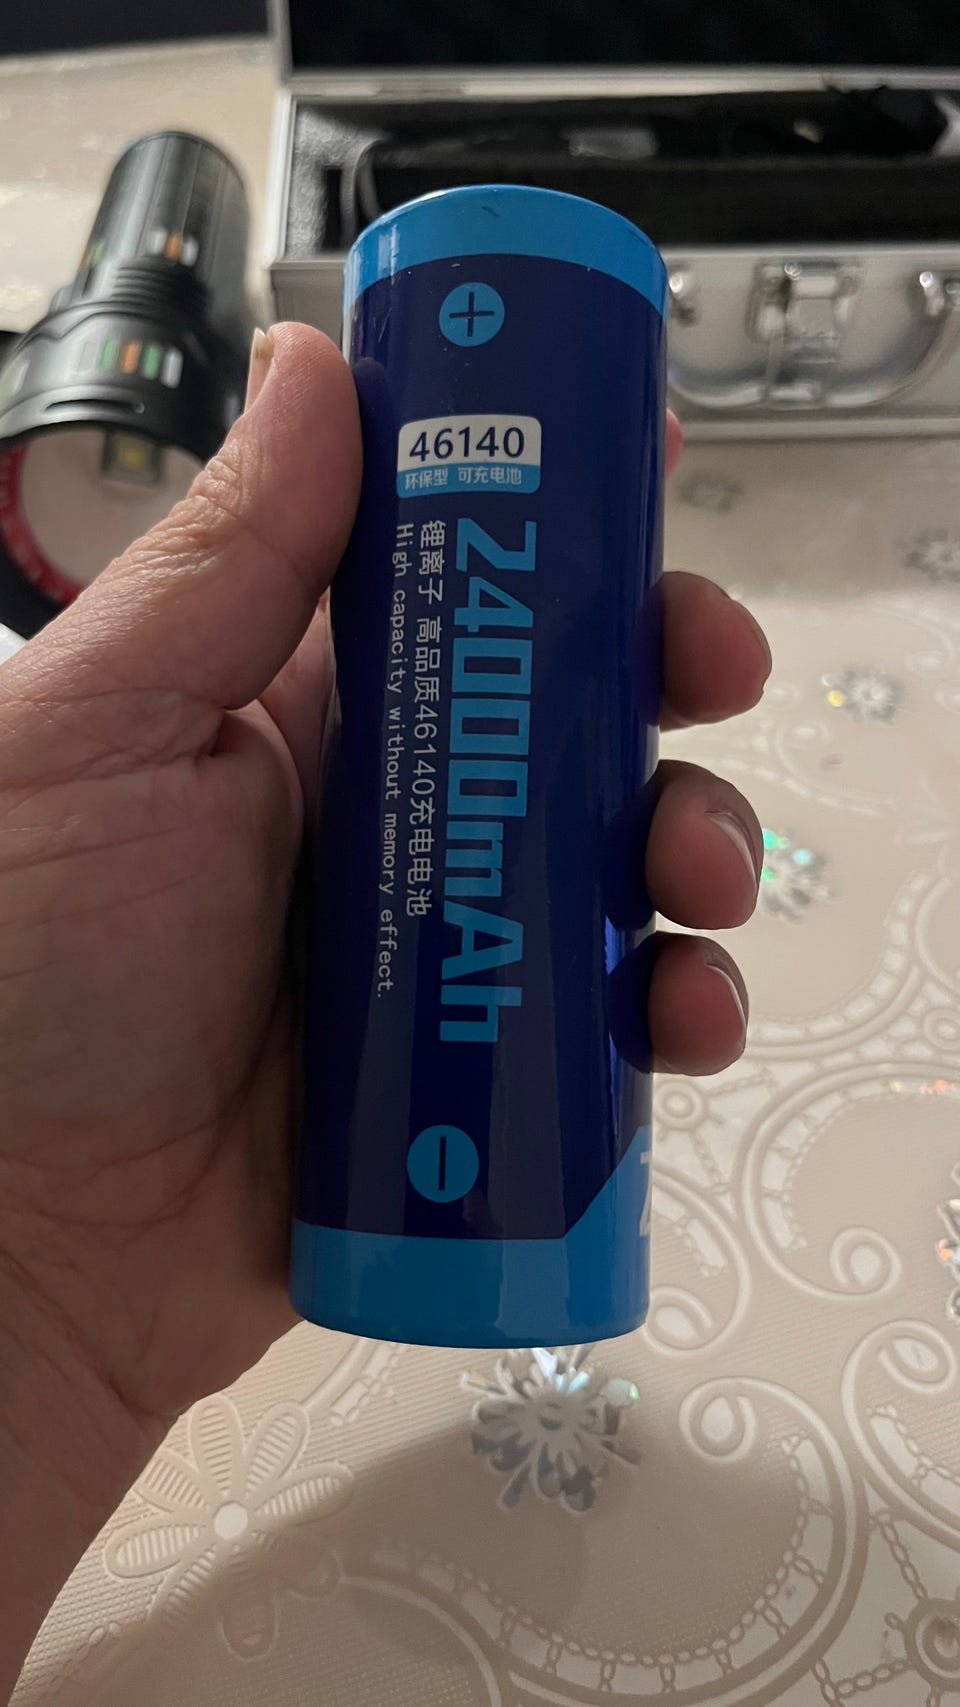 +
46140
环保型 可充电池
24000mAh
锂离子 高品质46140充电电池
High capacity without memory effect.
−